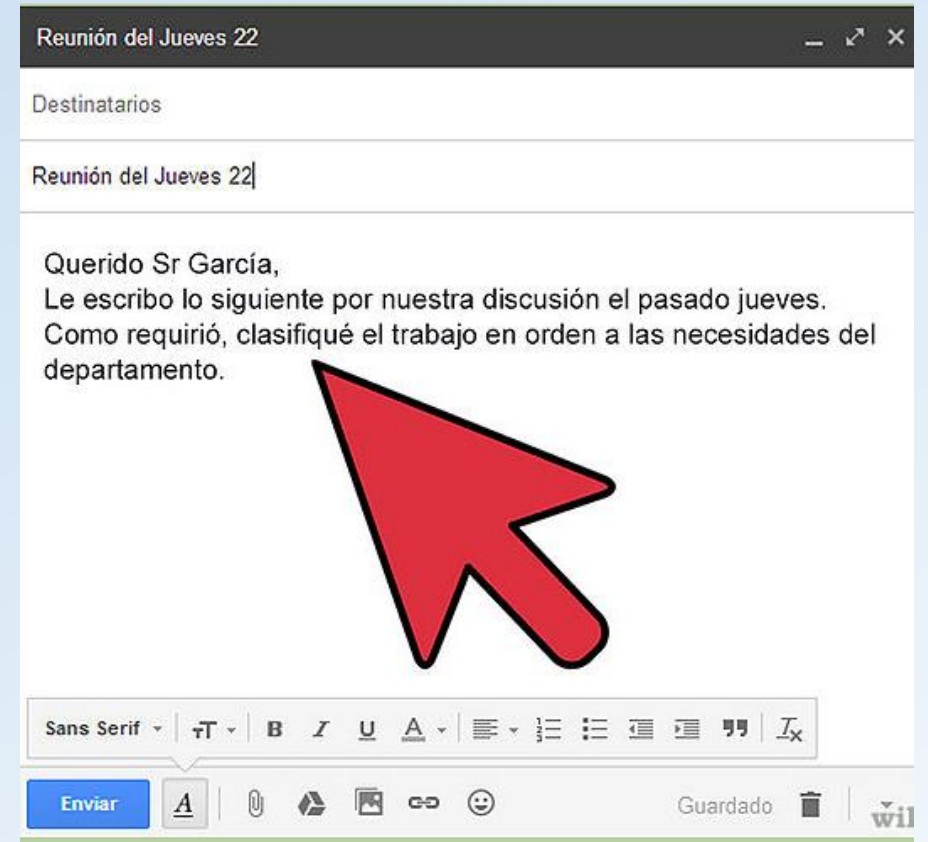 Reunión del Jueves 22
Destinatarios
Reunión del Jueves 22
Querido Sr García,
Le escribo lo siguiente por nuestra discusión el pasado jueves.
Como requirió, clasifiqué el trabajo en orden a las necesidades del
departamento.
Sans Serif
Enviar
Guardado